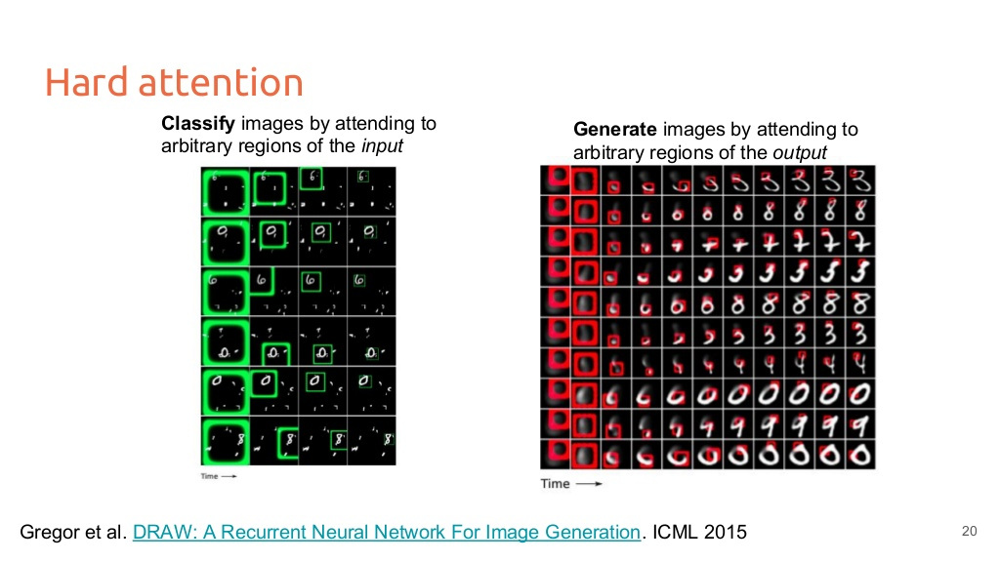 Hard attention
Classify images by attending to
arbitrary regions of the input
Generate images by attending to
arbitrary regions of the output
Time
Time
Gregor et al. DRAW: A Recurrent Neural Network For Image Generation. ICML 2015
20